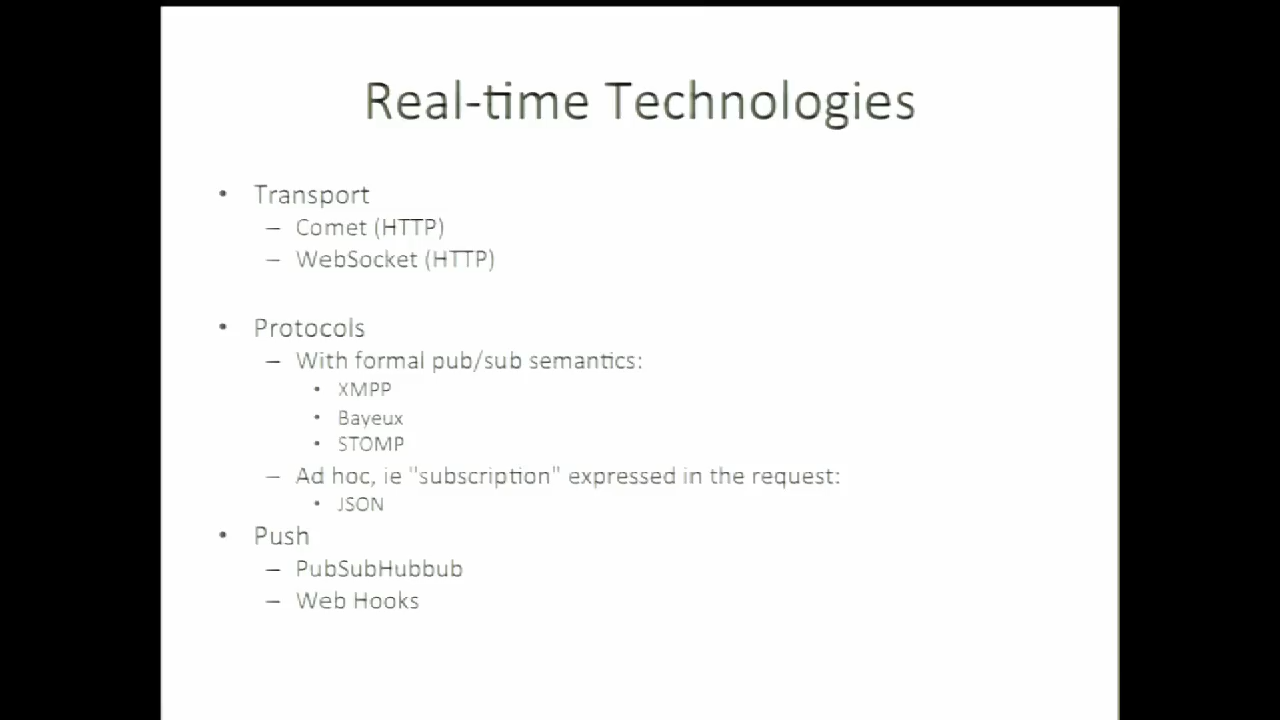 Real-time Technologies
• Transport
– Comet (HTTP)
– WebSocket (HTTP)
• Protocols
– With formal pub/sub semantics:
• XMPP
• Bayeux
• STOMP
– Ad hoc, ie "subscription" expressed in the request:
• JSON
• Push
– PubSubHubbub
– Web Hooks